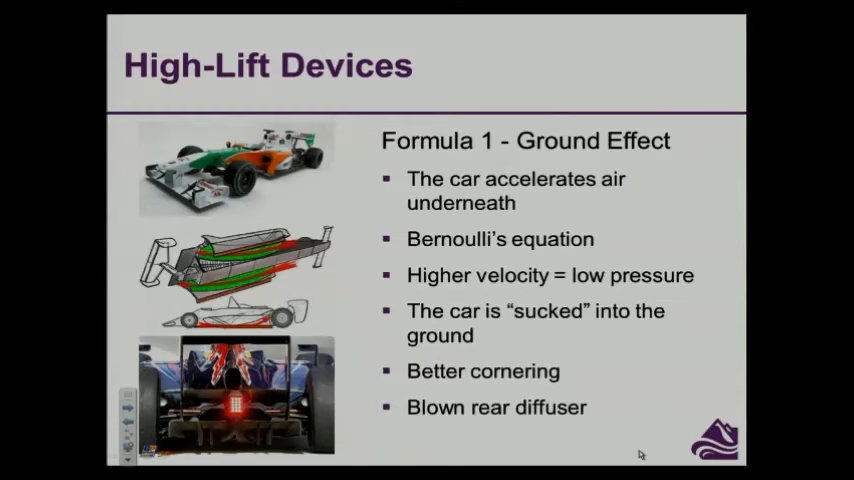 High-Lift Devices
Formula 1 - Ground Effect
▪ The car accelerates air
underneath
▪ Bernoulli's equation
▪ Higher velocity = low pressure
▪ The car is “sucked” into the
ground
▪ Better cornering
▪ Blown rear diffuser